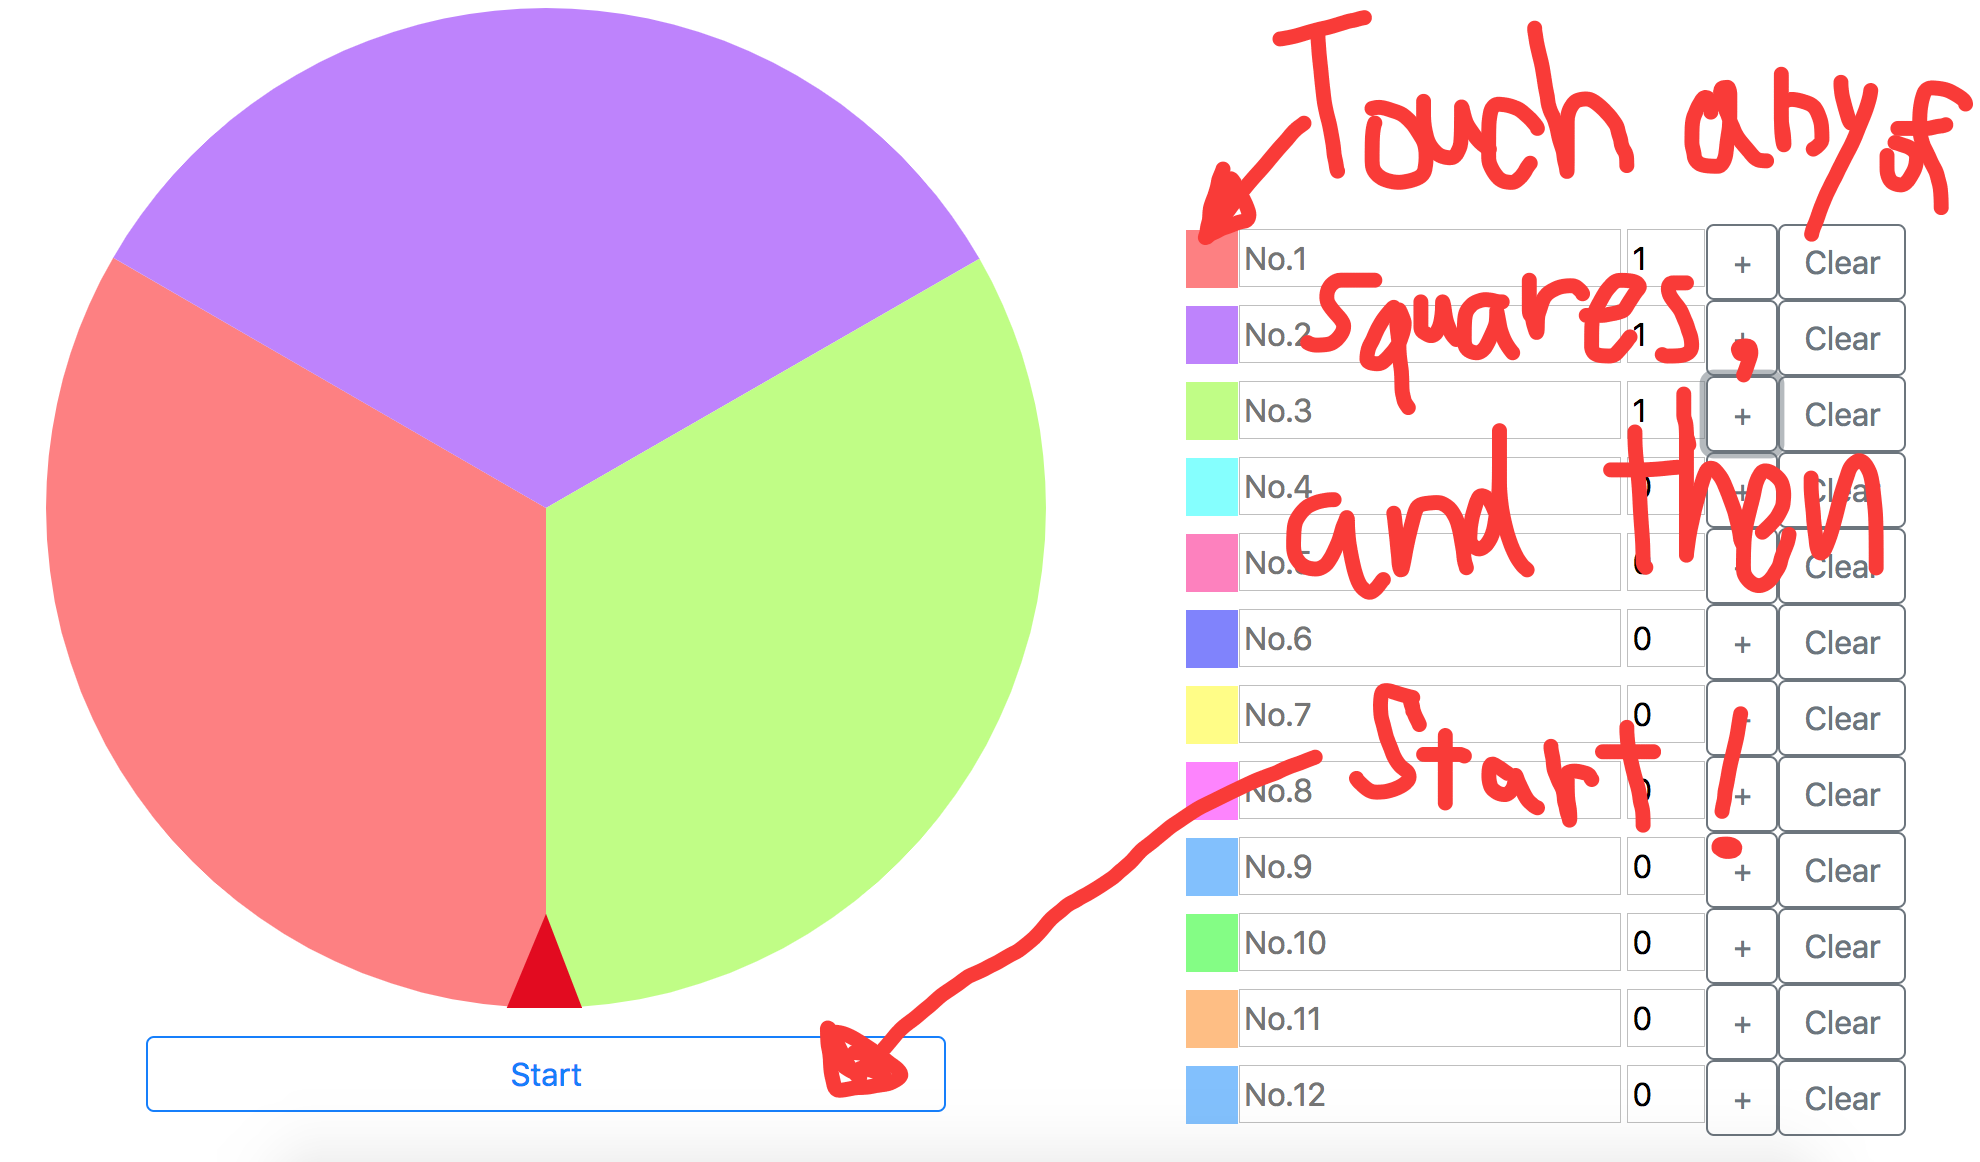 Touch any of
No.1 1 + Clear
squares,
No.2 1 + Clear
No.3 1 + Clear
and then
No.4 0 + Clear
No.5 0 + Clear
No.6 0 + Clear
No.7 0 + Clear
Start!
No.8 0 + Clear
No.9 0 + Clear
No.10 0 + Clear
No.11 0 + Clear
No.12 0 + Clear
Start